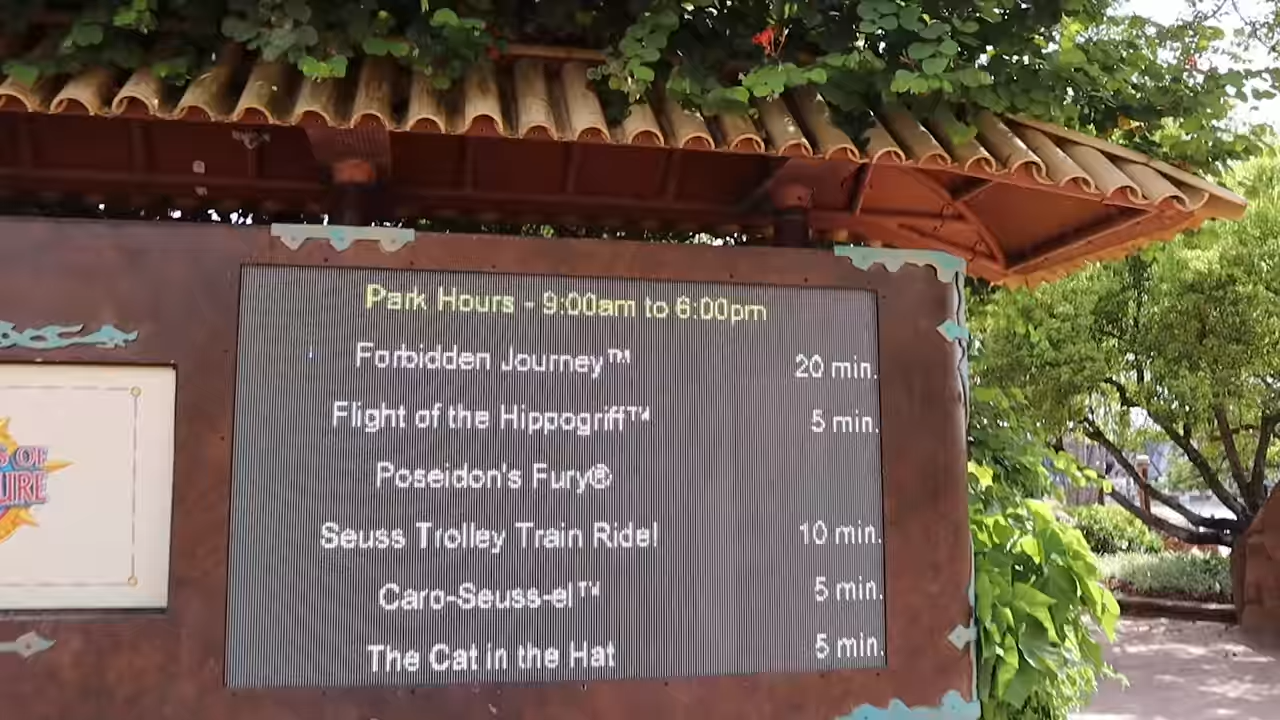 Park Hours - 9:00am to 6:00pm
Forbidden Journey™ 20 min.
Flight of the Hippogriff™ 5 min.
Poseidon's Fury®
Seuss Trolley Train Ride! 10 min.
Caro-Seuss-el™ 5 min.
The Cat in the Hat 5 min.
OF